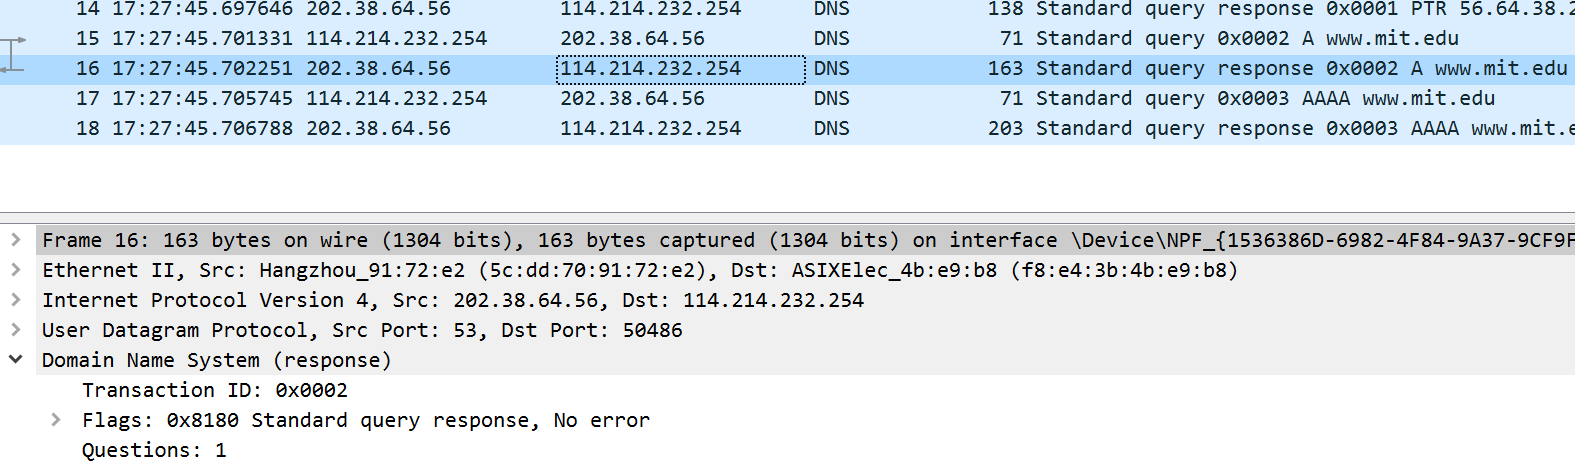 14 17:27:45.697646 202.38.64.56 114.214.232.254 DNS 138 Standard query response 0x0001 PTR 56.64.38.2
15 17:27:45.701331 114.214.232.254 202.38.64.56 DNS 71 Standard query 0x0002 A www.mit.edu
16 17:27:45.702251 202.38.64.56 114.214.232.254 DNS 163 Standard query response 0x0002 A www.mit.edu
17 17:27:45.705745 114.214.232.254 202.38.64.56 DNS 71 Standard query 0x0003 AAAA www.mit.edu
18 17:27:45.706788 202.38.64.56 114.214.232.254 DNS 203 Standard query response 0x0003 AAAA www.mit.e
Frame 16: 163 bytes on wire (1304 bits), 163 bytes captured (1304 bits) on interface \Device\NPF_{1536386D-6982-4F84-9A37-9CF9F
Ethernet II, Src: Hangzhou_91:72:e2 (5c:dd:70:91:72:e2), Dst: ASIXElec_4b:e9:b8 (f8:e4:3b:4b:e9:b8)
Internet Protocol Version 4, Src: 202.38.64.56, Dst: 114.214.232.254
User Datagram Protocol, Src Port: 53, Dst Port: 50486
Domain Name System (response)
Transaction ID: 0x0002
Flags: 0x8180 Standard query response, No error
Questions: 1